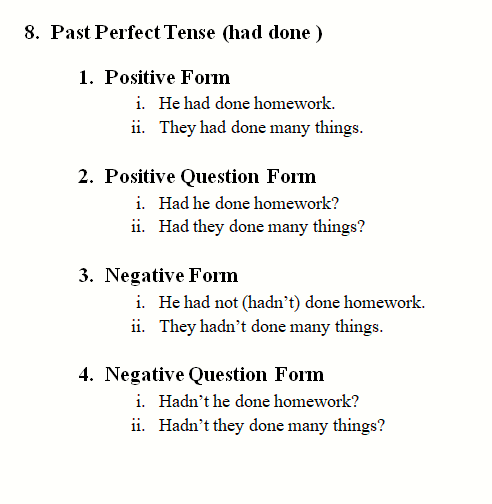 8. Past Perfect Tense (had done )
1. Positive Form
i. He had done homework.
ii. They had done many things.
2. Positive Question Form
i. Had he done homework?
ii. Had they done many things?
3. Negative Form
i. He had not (hadn’t) done homework.
ii. They hadn’t done many things.
4. Negative Question Form
i. Hadn’t he done homework?
ii. Hadn’t they done many things?